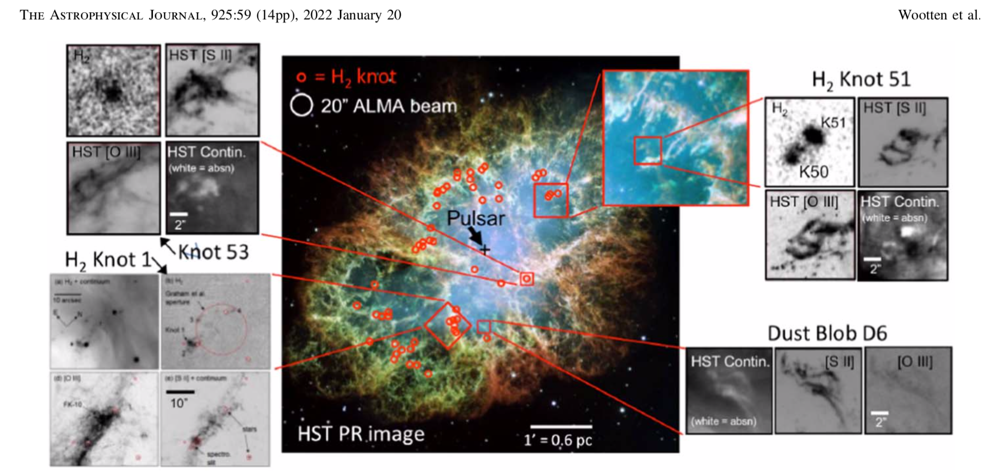 THE ASTROPHYSICAL JOURNAL, 925:59 (14pp), 2022 January 20
Wootten et al.
H2
HST [S II]
HST [O III]
HST Contin.
(white = absn)
2"
Knot 53
H2 Knot 1
(a) H2 + continuum
10 arcsec
E
N
(b) H2
Graham et al.
aperture
3
4
Knot 1
2
(d) [O III]
FK-10
(e) [S II] + continuum
10"
stars
spectro.
slit
= H2 knot
20" ALMA beam
Pulsar
HST PR image
1' = 0.6 pc
H2 Knot 51
H2
K51
K50
HST [S II]
HST [O III]
HST Contin.
(white = absn)
2"
Dust Blob D6
HST Contin.
(white = absn)
[S II]
[O III]
2"